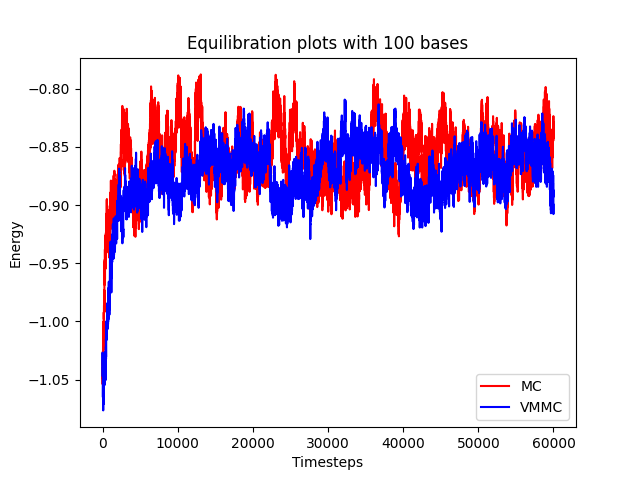 Equilibration plots with 100 bases
−0.80
−0.85
−0.90
−0.95
−1.00
−1.05
Energy
0 10000 20000 30000 40000 50000 60000
Timesteps
MC
VMMC